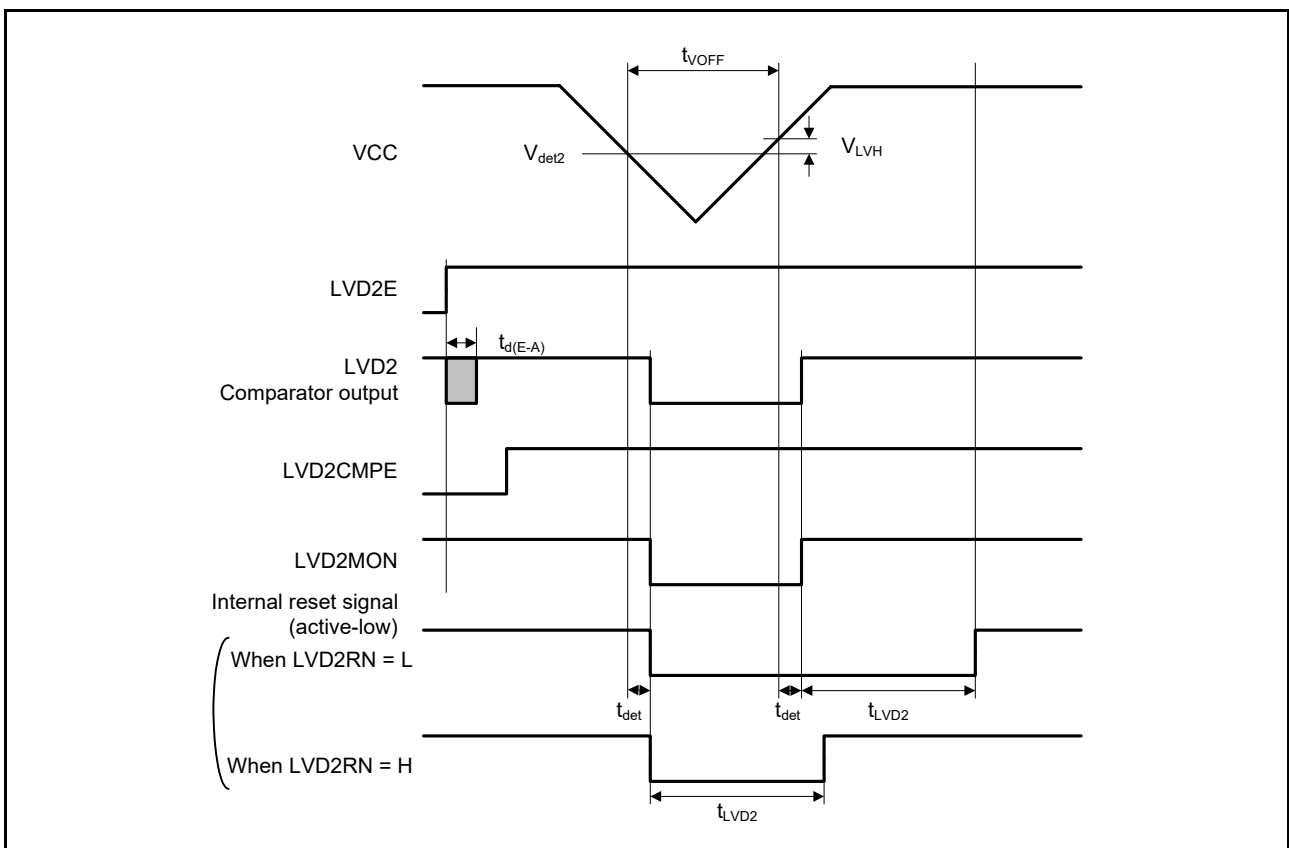 tVOFF
VCC
Vdet2
VLVH
LVD2E
td(E-A)
LVD2
Comparator output
LVD2CMPE
LVD2MON
Internal reset signal
(active-low)
When LVD2RN = L
tdet
tdet
tLVD2
When LVD2RN = H
tLVD2